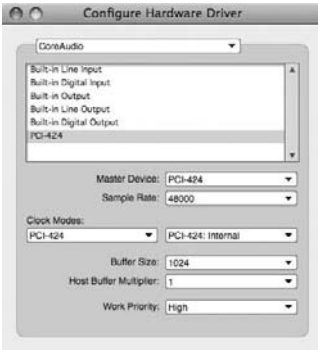 Configure Hardware Driver
CoreAudio
Built-in Line Input
Built-in Digital Input
Built-in Output
Built-in Line Output
Built-in Digital Output
PCI-424
Master Device: PCI-424
Sample Rate: 48000
Clock Modes:
PCI-424 PCI-424: Internal
Buffer Size: 1024
Host Buffer Multiplier: 1
Work Priority: High